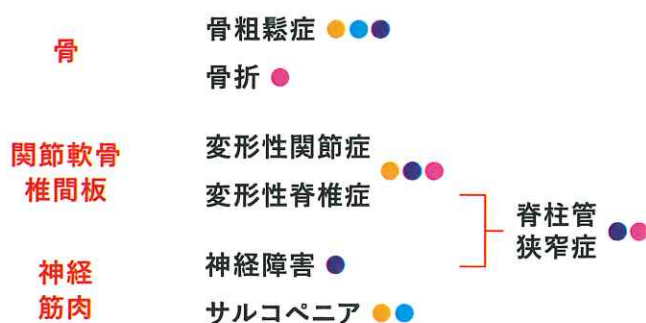 骨
骨粗鬆症
骨折
関節軟骨
椎間板
変形性関節症
変形性脊椎症
脊柱管
狭窄症
神経
筋肉
神経障害
サルコペニア